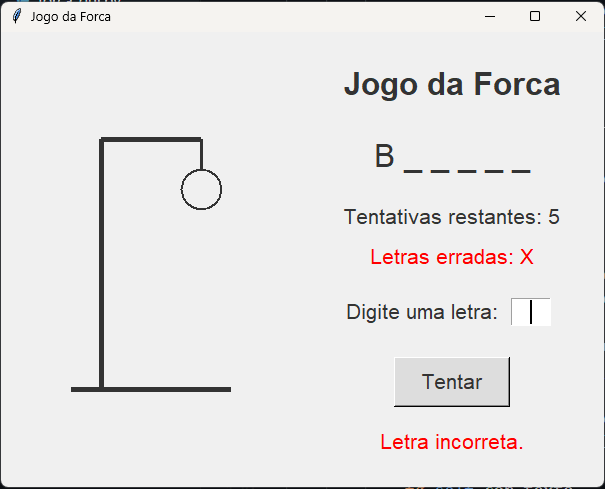 Jogo da Forca
Jogo da Forca
B _ _ _ _ _
Tentativas restantes: 5
Letras erradas: X
Digite uma letra:
Tentar
Letra incorreta.